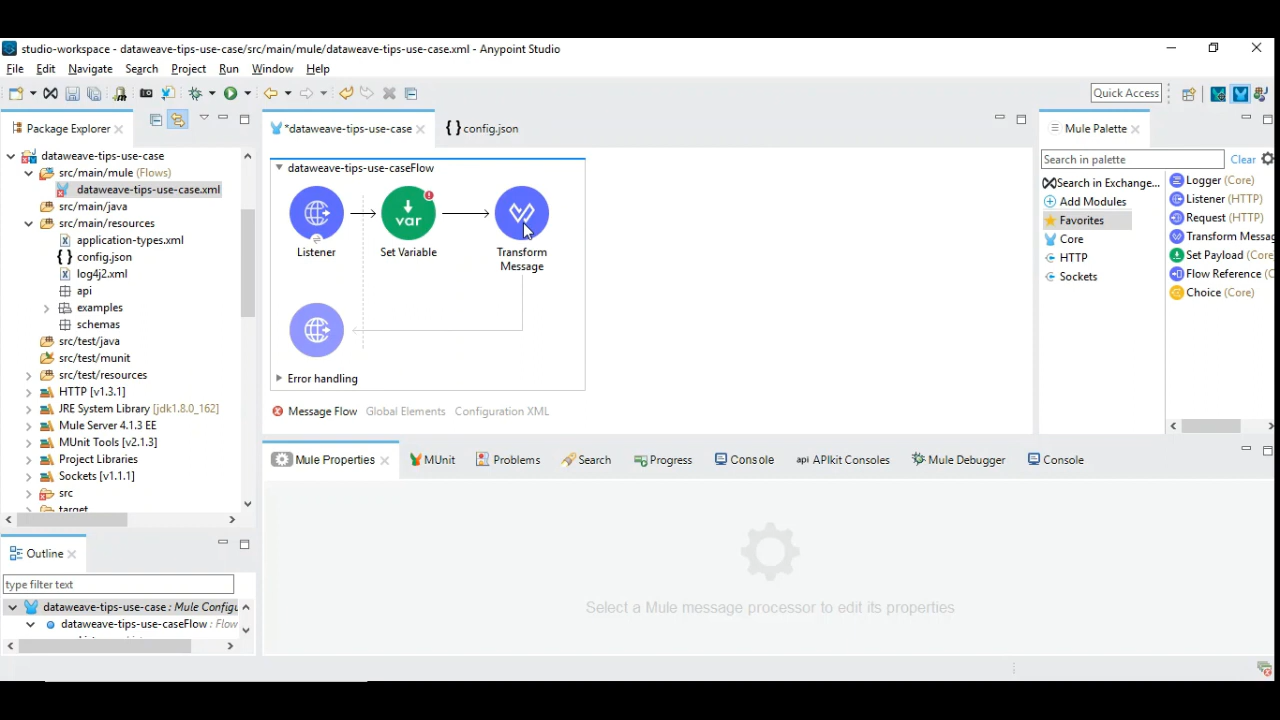 studio-workspace - dataweave-tips-use-case/src/main/mule/dataweave-tips-use-case.xml - Anypoint Studio
File Edit Navigate Search Project Run Window Help
Quick Access
Package Explorer
dataweave-tips-use-case
src/main/mule (Flows)
dataweave-tips-use-case.xml
src/main/java
src/main/resources
application-types.xml
config.json
log4j2.xml
api
examples
schemas
src/test/java
src/test/munit
src/test/resources
HTTP [v1.3.1]
JRE System Library [jdk1.8.0_162]
Mule Server 4.1.3 EE
MUnit Tools [v2.1.3]
Project Libraries
Sockets [v1.1.1]
src
target
Outline
type filter text
dataweave-tips-use-case : Mule Configu
dataweave-tips-use-caseFlow : Flow
*dataweave-tips-use-case
{ } config.json
dataweave-tips-use-caseFlow
var
Listener
Set Variable
Transform
Message
Error handling
Message Flow Global Elements Configuration XML
Mule Properties
MUnit
Problems
Search
Progress
Console
api APIkit Consoles
Mule Debugger
Console
Select a Mule message processor to edit its properties
Mule Palette
Search in palette
Clear
Search in Exchange...
Add Modules
Favorites
Core
HTTP
Sockets
Logger (Core)
Listener (HTTP)
Request (HTTP)
Transform Messag
Set Payload (Core
Flow Reference (C
Choice (Core)